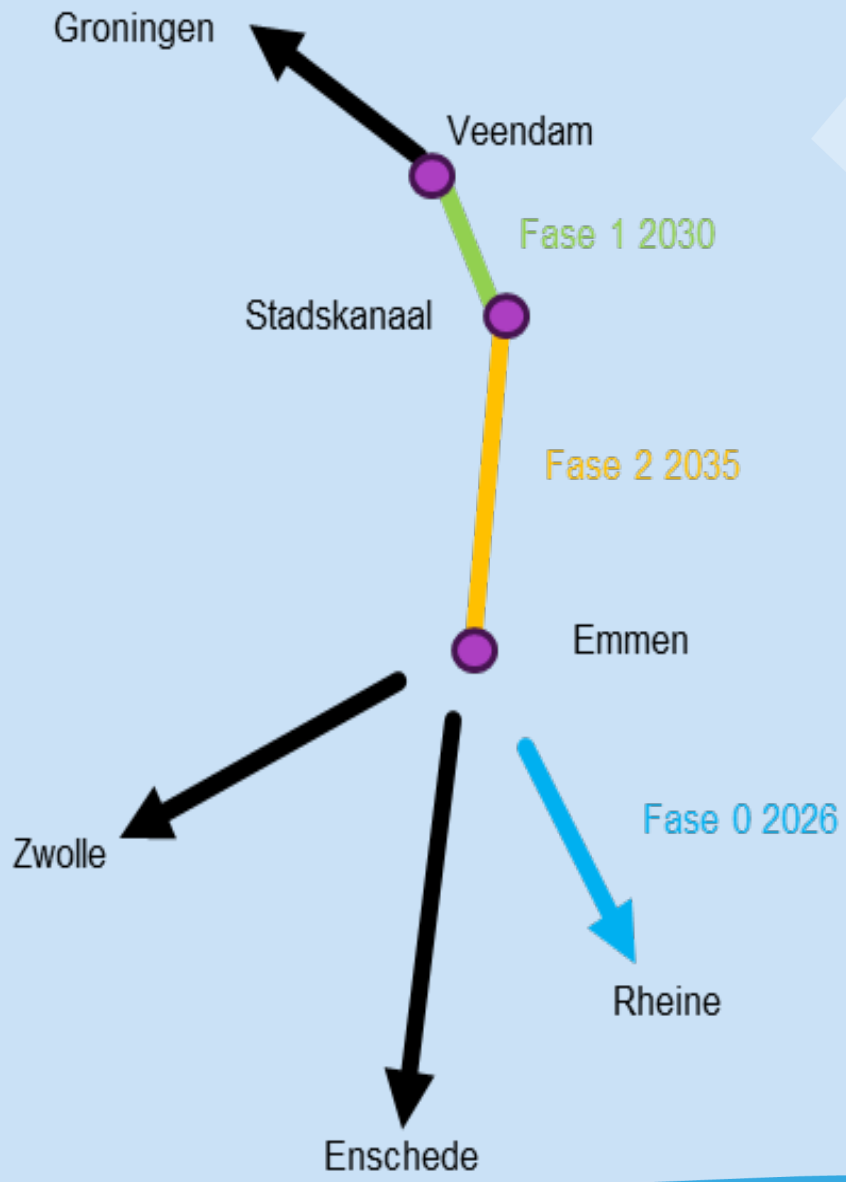 Groningen
Veendam
Fase 1 2030
Stadskanaal
Fase 2 2035
Emmen
Fase 0 2026
Zwolle
Rheine
Enschede